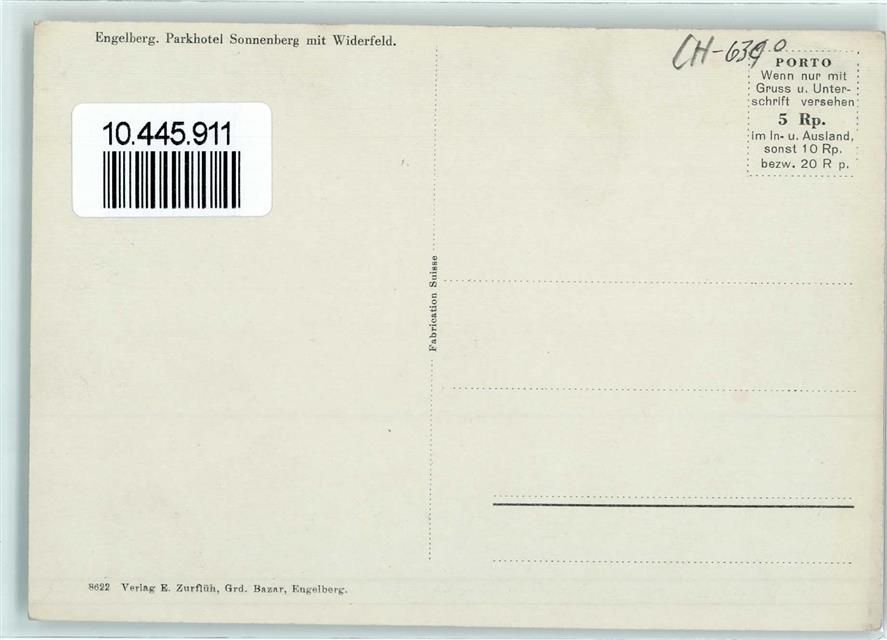 Engelberg. Parkhotel Sonnenberg mit Widerfeld.
CH-6390
PORTO
Wenn nur mit
Gruss u. Unter-
schrift versehen
5 Rp.
im In- u. Ausland,
sonst 10 Rp.
bezw. 20 R p.
10.445.911
Fabrication Suisse
8622 Verlag E. Zurflüh, Grd. Bazar, Engelberg.